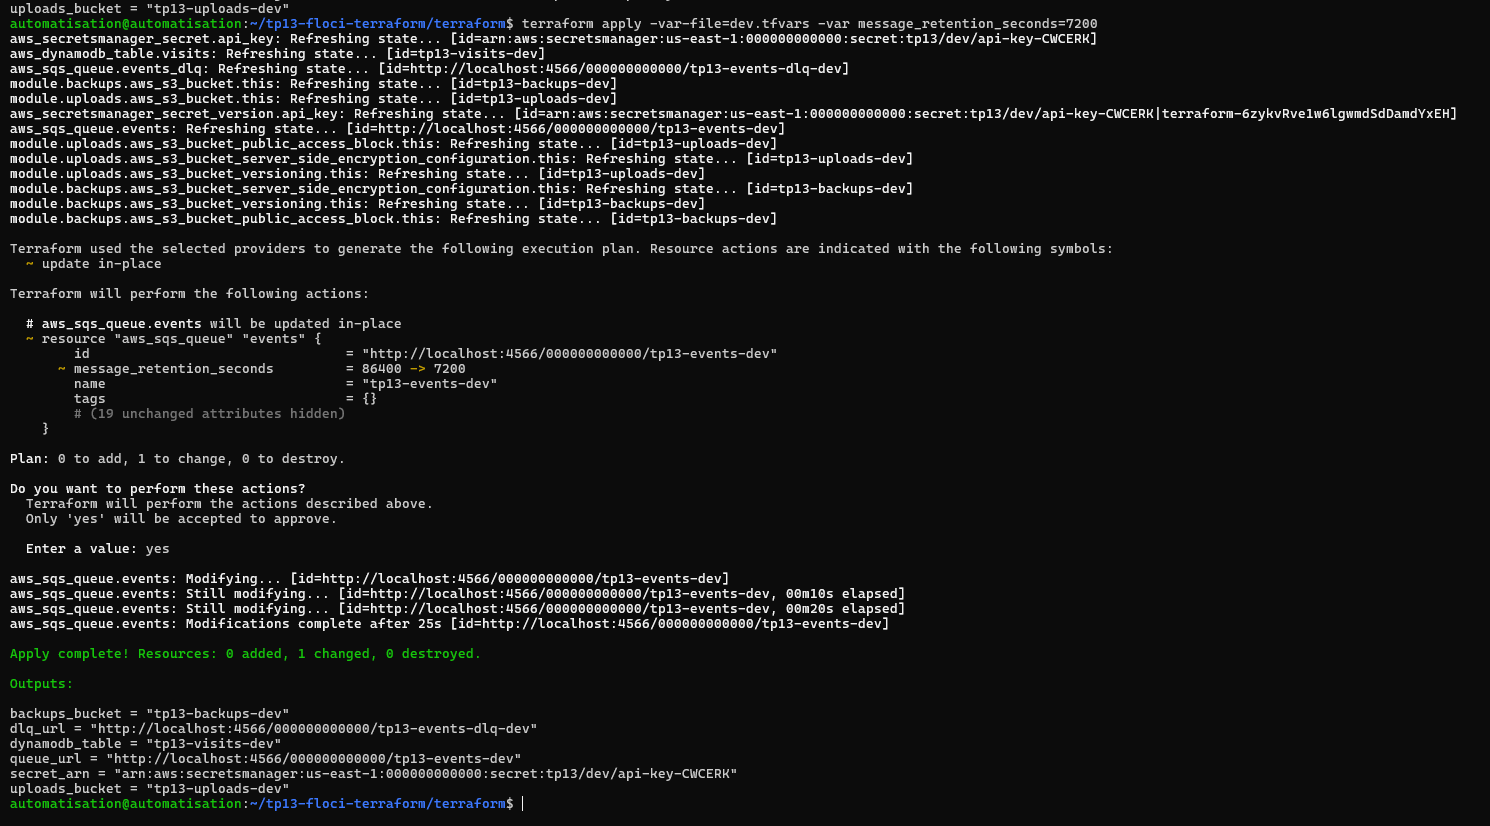 uploads_bucket = "tp13-uploads-dev"
automatisation@automatisation:~/tp13-floci-terraform/terraform$ terraform apply -var-file=dev.tfvars -var message_retention_seconds=7200
aws_secretsmanager_secret.api_key: Refreshing state... [id=arn:aws:secretsmanager:us-east-1:000000000000:secret:tp13/dev/api-key-CWCERK]
aws_dynamodb_table.visits: Refreshing state... [id=tp13-visits-dev]
aws_sqs_queue.events_dlq: Refreshing state... [id=http://localhost:4566/000000000000/tp13-events-dlq-dev]
module.backups.aws_s3_bucket.this: Refreshing state... [id=tp13-backups-dev]
module.uploads.aws_s3_bucket.this: Refreshing state... [id=tp13-uploads-dev]
aws_secretsmanager_secret_version.api_key: Refreshing state... [id=arn:aws:secretsmanager:us-east-1:000000000000:secret:tp13/dev/api-key-CWCERK|terraform-6zykvRve1w6lgwmdSdDamdYxEH]
aws_sqs_queue.events: Refreshing state... [id=http://localhost:4566/000000000000/tp13-events-dev]
module.uploads.aws_s3_bucket_public_access_block.this: Refreshing state... [id=tp13-uploads-dev]
module.uploads.aws_s3_bucket_server_side_encryption_configuration.this: Refreshing state... [id=tp13-uploads-dev]
module.uploads.aws_s3_bucket_versioning.this: Refreshing state... [id=tp13-uploads-dev]
module.backups.aws_s3_bucket_server_side_encryption_configuration.this: Refreshing state... [id=tp13-backups-dev]
module.backups.aws_s3_bucket_versioning.this: Refreshing state... [id=tp13-backups-dev]
module.backups.aws_s3_bucket_public_access_block.this: Refreshing state... [id=tp13-backups-dev]
Terraform used the selected providers to generate the following execution plan. Resource actions are indicated with the following symbols:
~ update in-place
Terraform will perform the following actions:
# aws_sqs_queue.events will be updated in-place
~ resource "aws_sqs_queue" "events" {
id = "http://localhost:4566/000000000000/tp13-events-dev"
~ message_retention_seconds = 86400 -> 7200
name = "tp13-events-dev"
tags = {}
# (19 unchanged attributes hidden)
}
Plan: 0 to add, 1 to change, 0 to destroy.
Do you want to perform these actions?
Terraform will perform the actions described above.
Only 'yes' will be accepted to approve.
Enter a value: yes
aws_sqs_queue.events: Modifying... [id=http://localhost:4566/000000000000/tp13-events-dev]
aws_sqs_queue.events: Still modifying... [id=http://localhost:4566/000000000000/tp13-events-dev, 00m10s elapsed]
aws_sqs_queue.events: Still modifying... [id=http://localhost:4566/000000000000/tp13-events-dev, 00m20s elapsed]
aws_sqs_queue.events: Modifications complete after 25s [id=http://localhost:4566/000000000000/tp13-events-dev]
Apply complete! Resources: 0 added, 1 changed, 0 destroyed.
Outputs:
backups_bucket = "tp13-backups-dev"
dlq_url = "http://localhost:4566/000000000000/tp13-events-dlq-dev"
dynamodb_table = "tp13-visits-dev"
queue_url = "http://localhost:4566/000000000000/tp13-events-dev"
secret_arn = "arn:aws:secretsmanager:us-east-1:000000000000:secret:tp13/dev/api-key-CWCERK"
uploads_bucket = "tp13-uploads-dev"
automatisation@automatisation:~/tp13-floci-terraform/terraform$